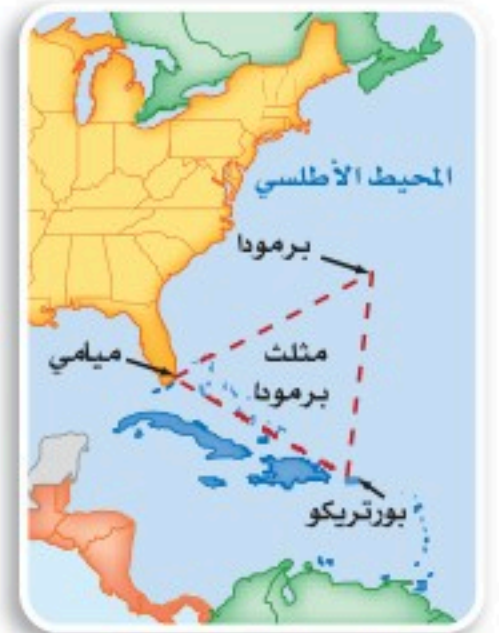 المحيط الأطلسي
برمودا
ميامي
مثلث
برمودا
بورتريكو